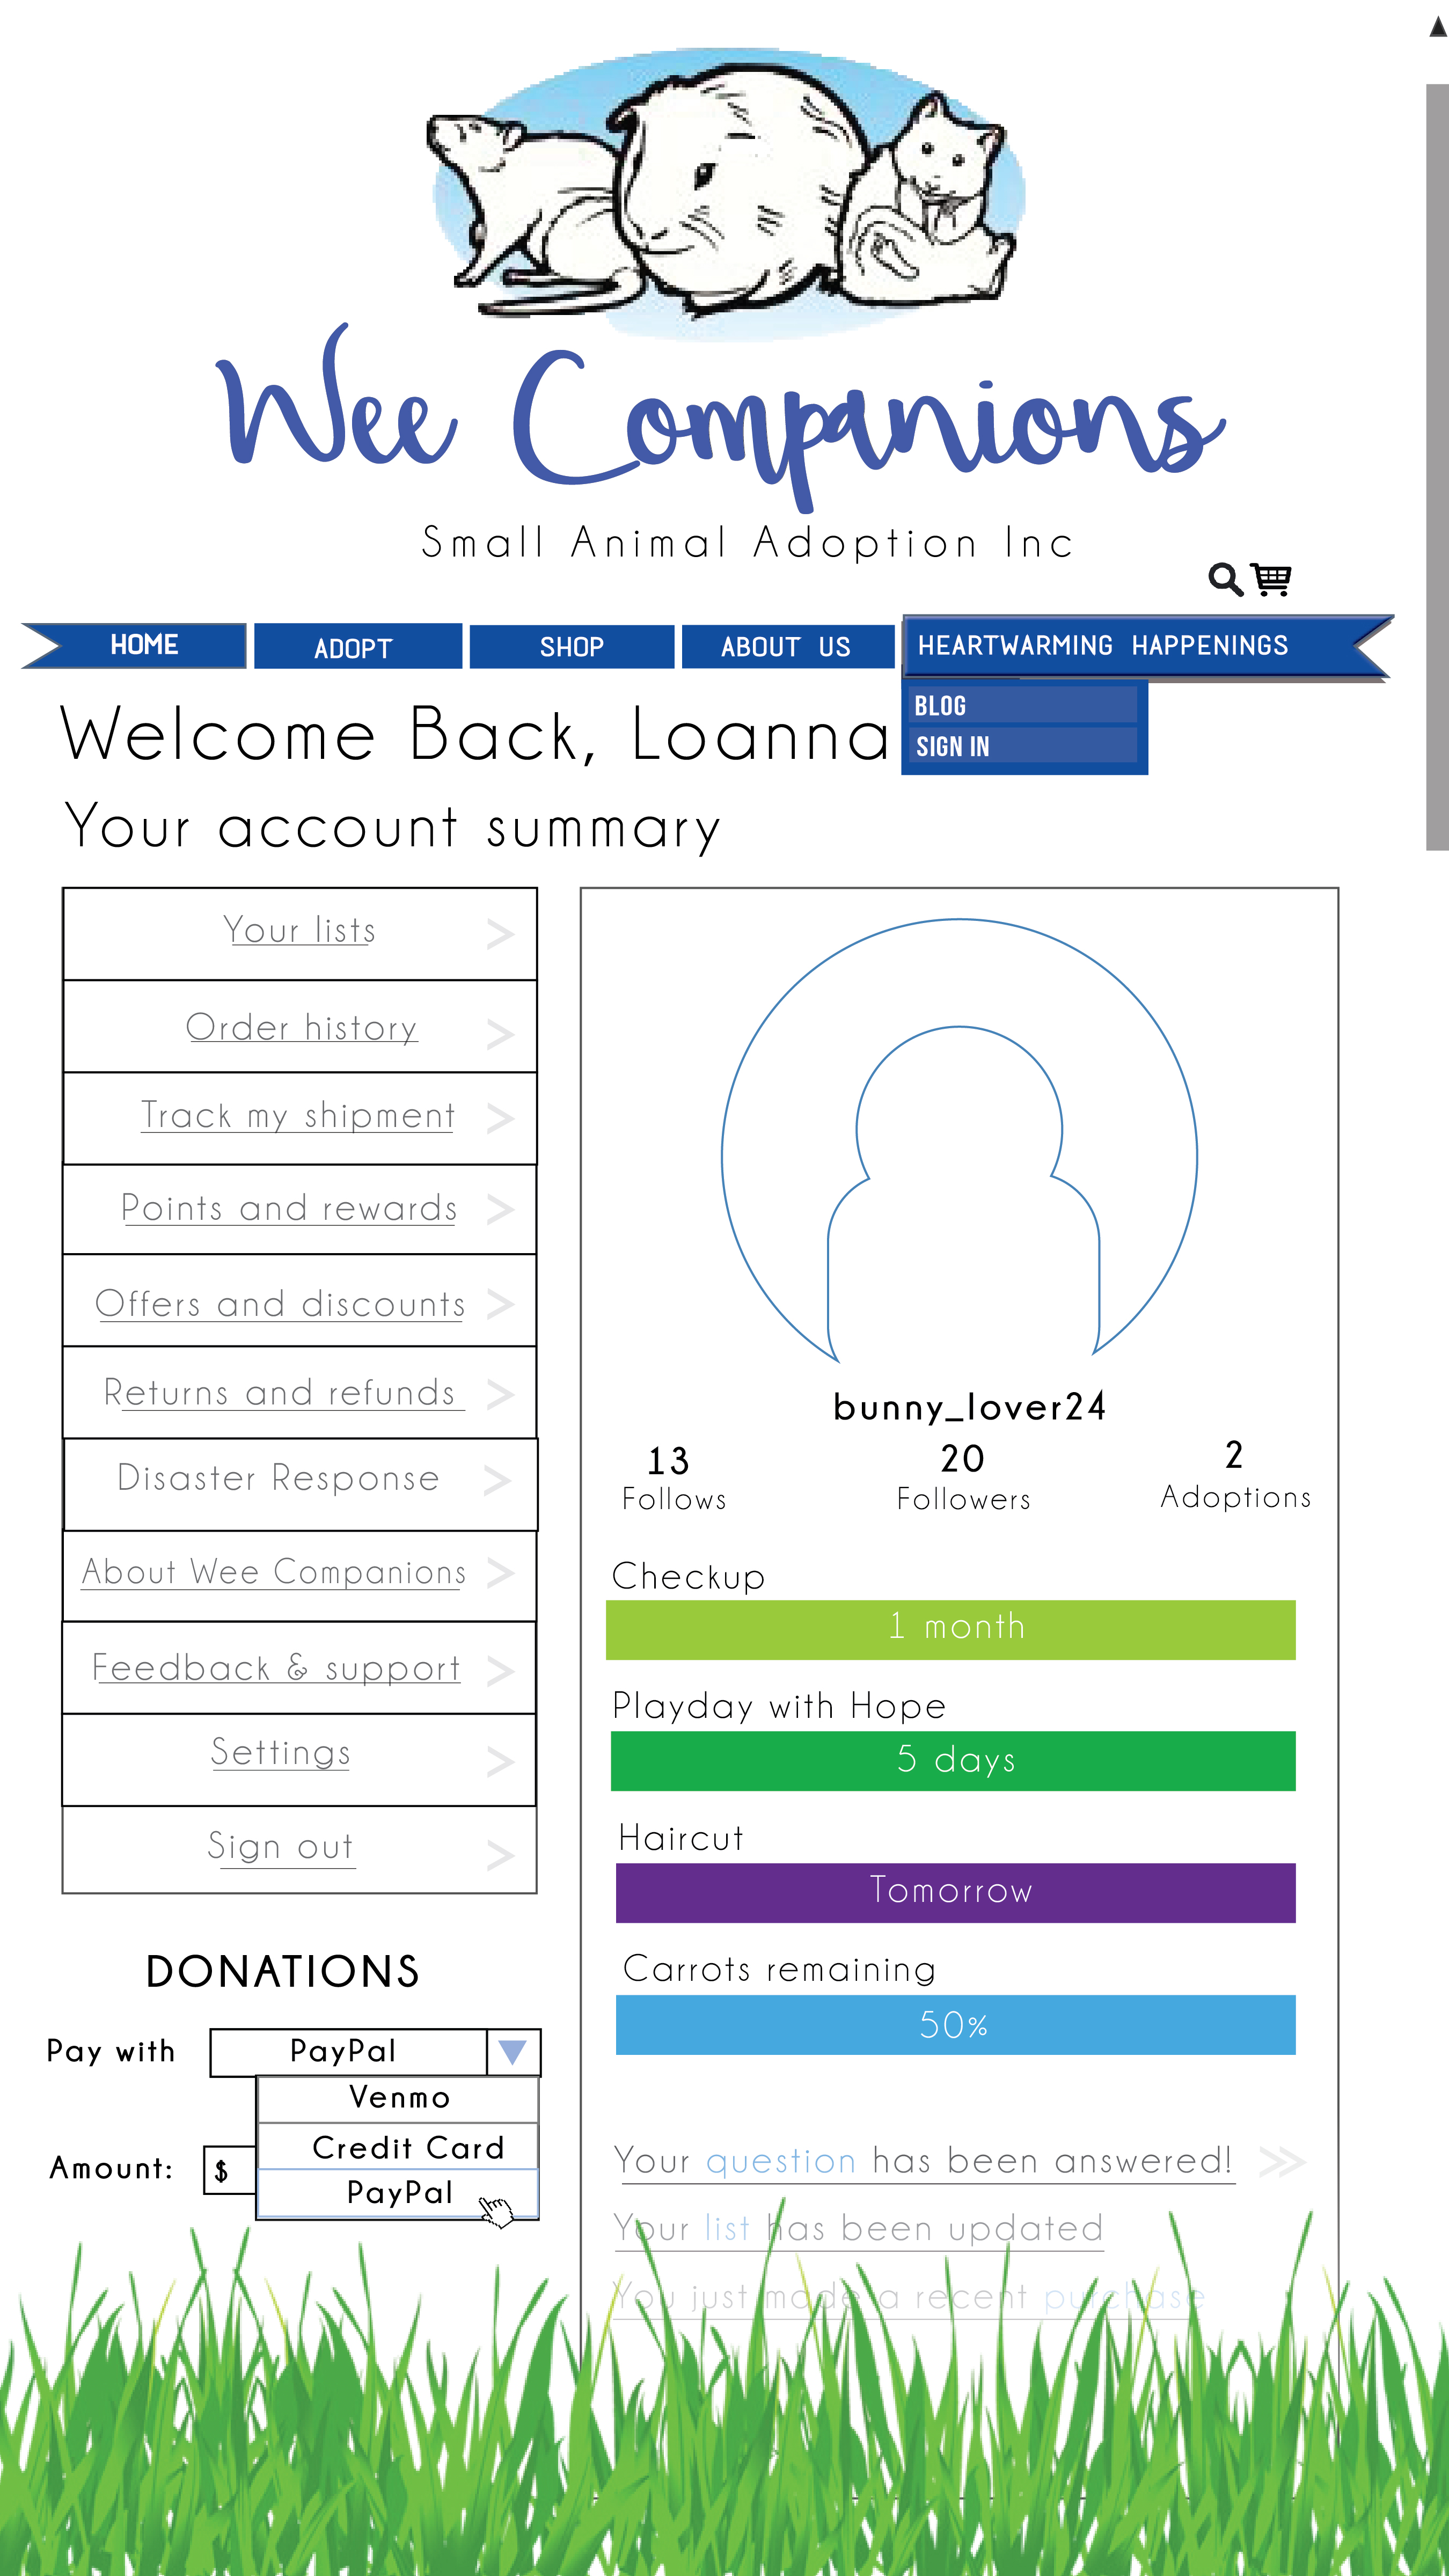 Wee Companions
Small Animal Adoption Inc
HOME
ADOPT
SHOP
ABOUT US
HEARTWARMING HAPPENINGS
BLOG
SIGN IN
Welcome Back, Loanna
Your account summary
Your lists >
Order history >
Track my shipment >
Points and rewards >
Offers and discounts >
Returns and refunds >
Disaster Response >
About Wee Companions >
Feedback & support >
Settings >
Sign out >
DONATIONS
Pay with PayPal
Venmo
Credit Card
PayPal
Amount: $
bunny_lover24
13 Follows
20 Followers
2 Adoptions
Checkup
1 month
Playday with Hope
5 days
Haircut
Tomorrow
Carrots remaining
50%
Your question has been answered! >>
Your list has been updated
You just made a recent purchase